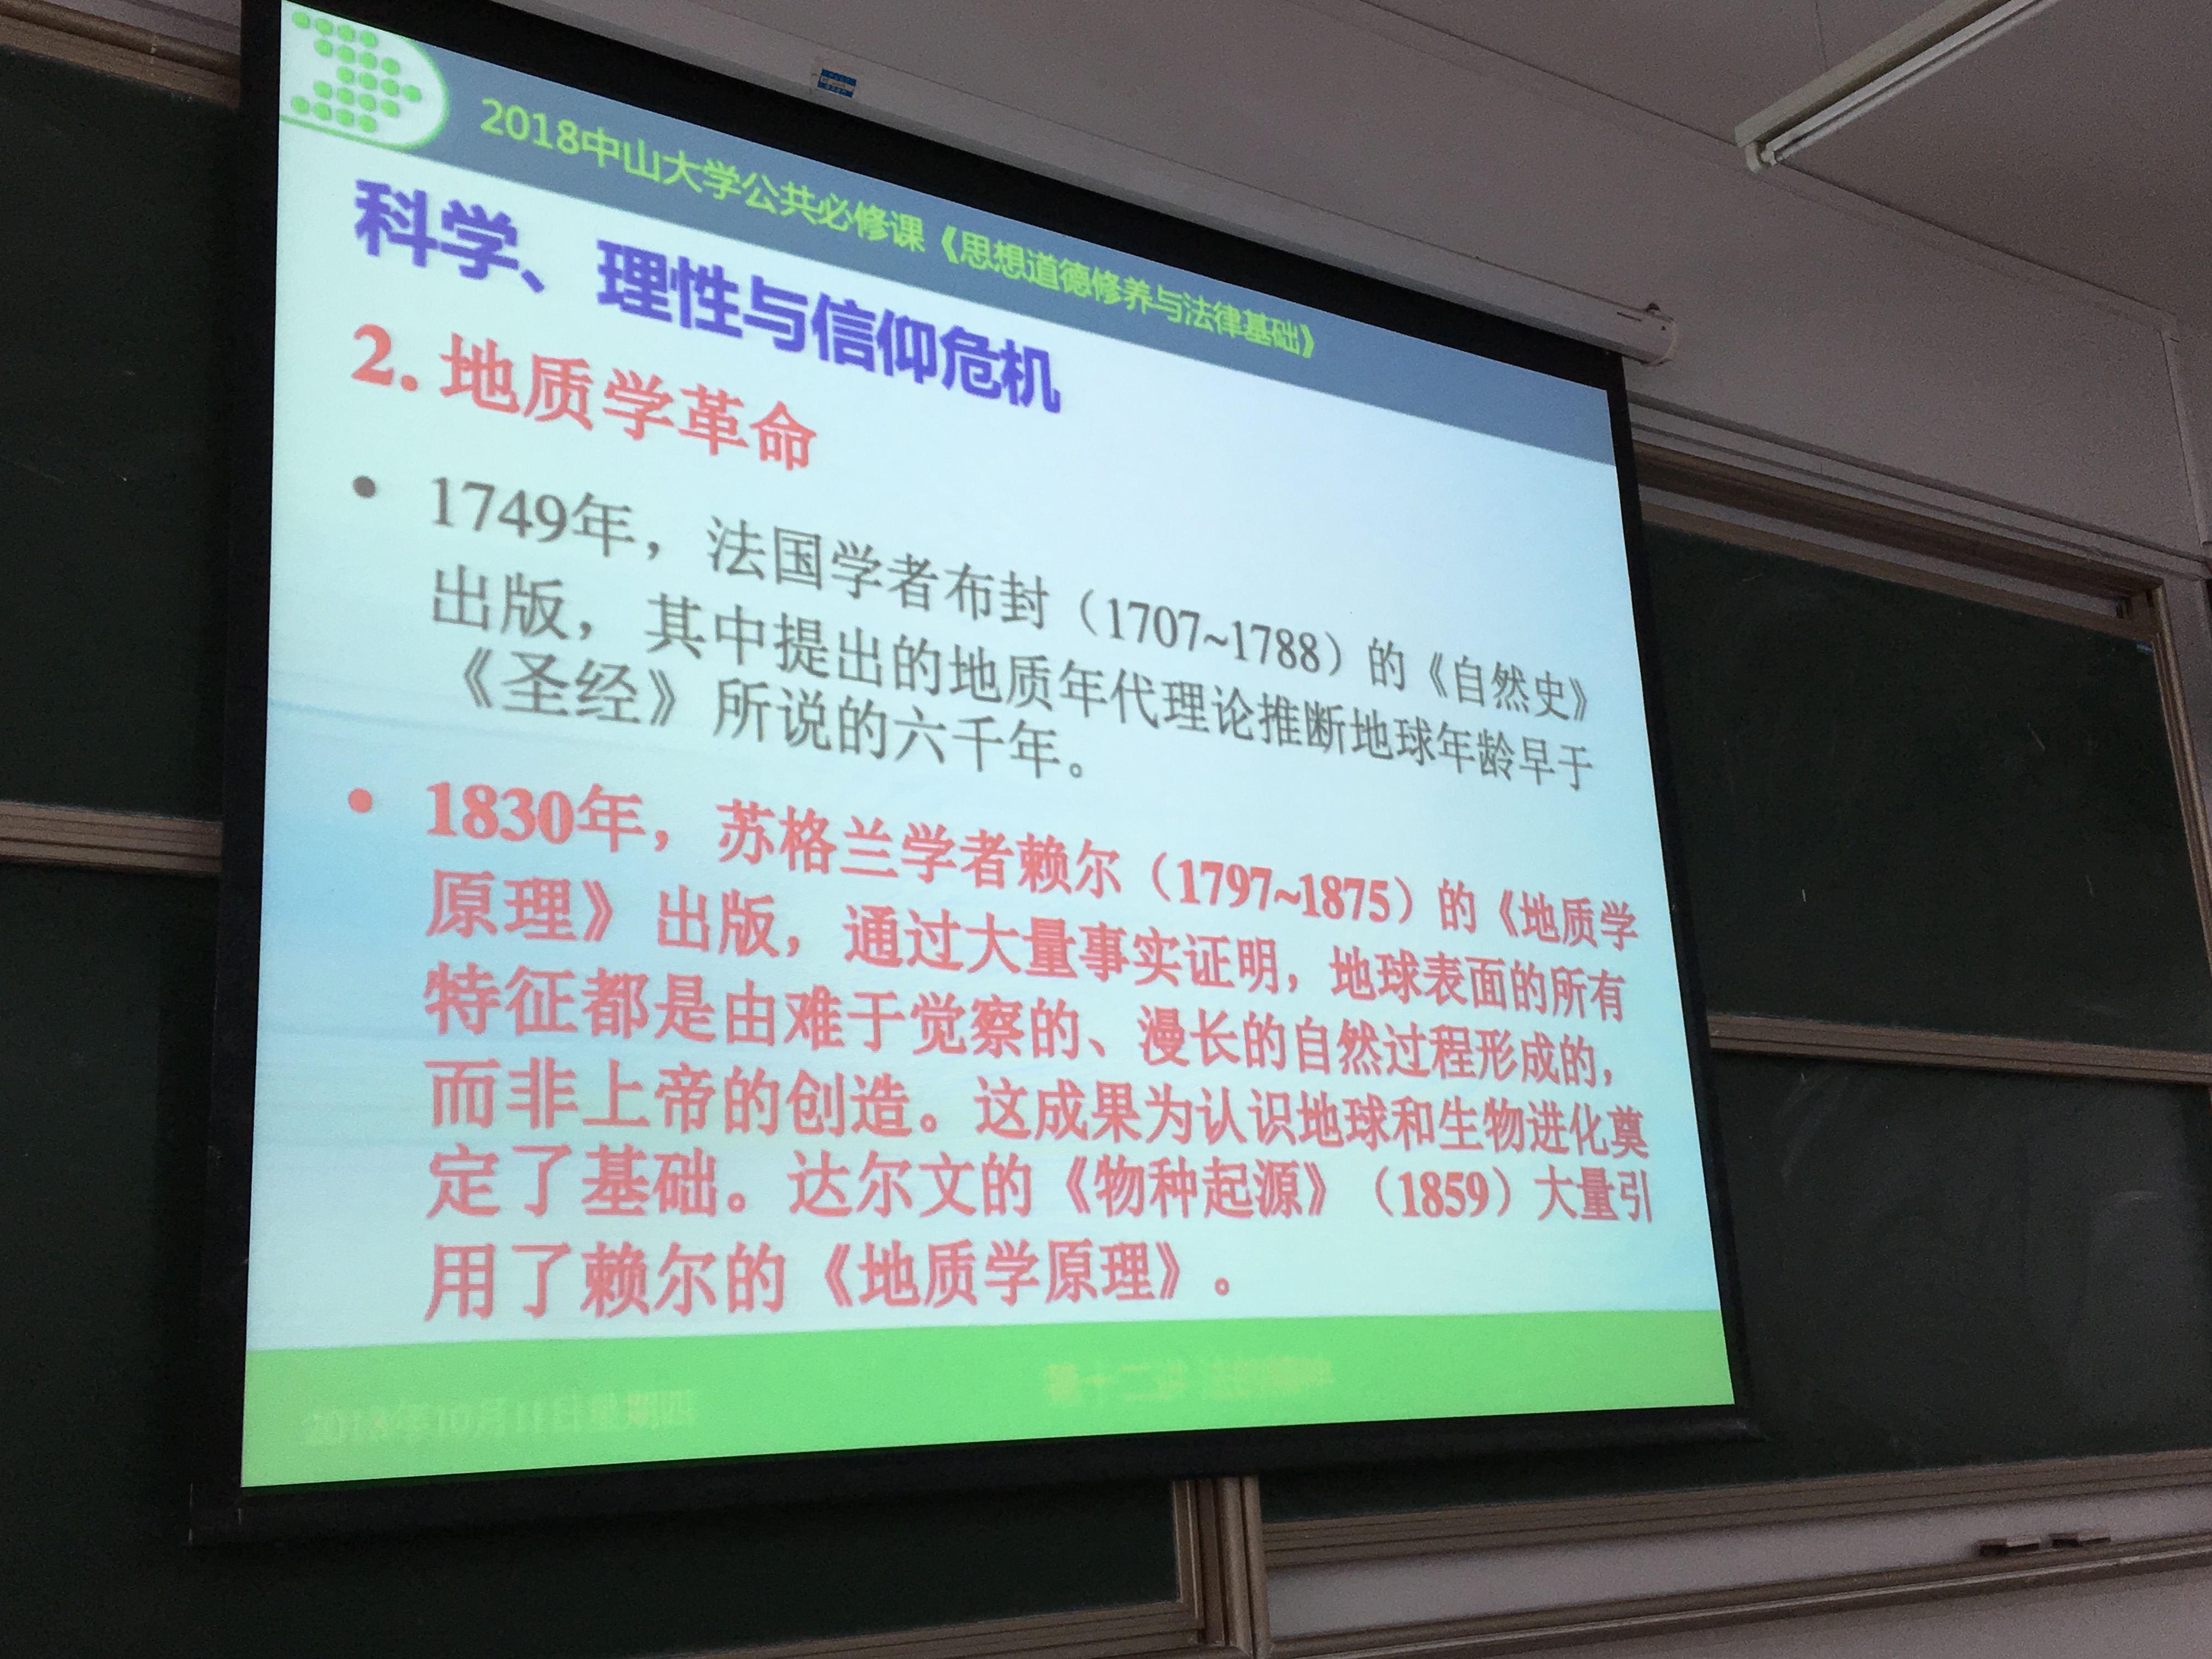 2018中山大学公共必修课《思想道德修养与法律基础》
科学、理性与信仰危机
2. 地质学革命
• 1749年，法国学者布封（1707~1788）的《自然史》
出版，其中提出的地质年代理论推断地球年龄早于
《圣经》所说的六千年。
• 1830年，苏格兰学者赖尔（1797~1875）的《地质学
原理》出版，通过大量事实证明，地球表面的所有
特征都是由难于觉察的、漫长的自然过程形成的，
而非上帝的创造。这成果为认识地球和生物进化奠
定了基础。达尔文的《物种起源》（1859）大量引
用了赖尔的《地质学原理》。
2018年10月11日星期四